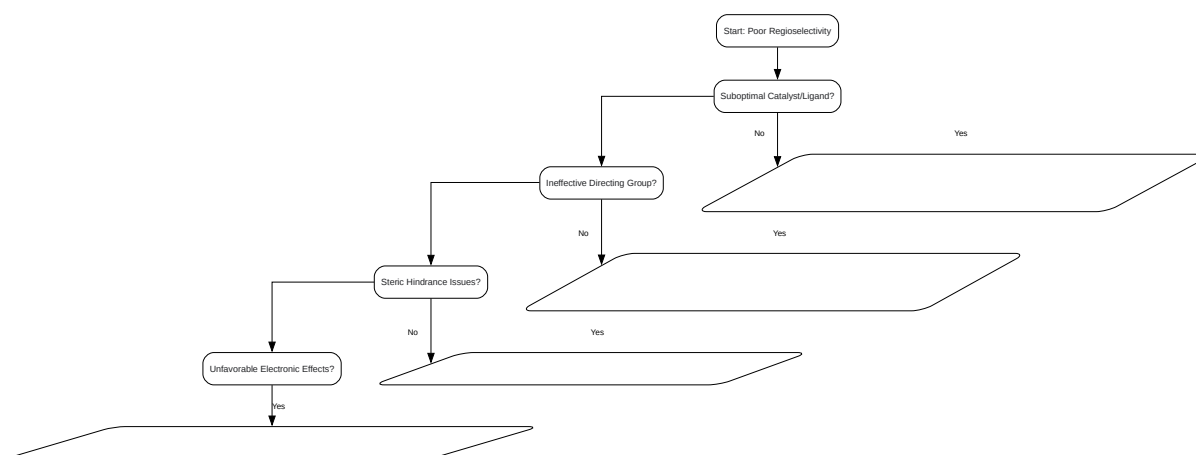 Start: Poor Regioselectivity
Suboptimal Catalyst/Ligand?
No
Yes
Ineffective Directing Group?
No
Yes
Steric Hindrance Issues?
No
Yes
Unfavorable Electronic Effects?
Yes